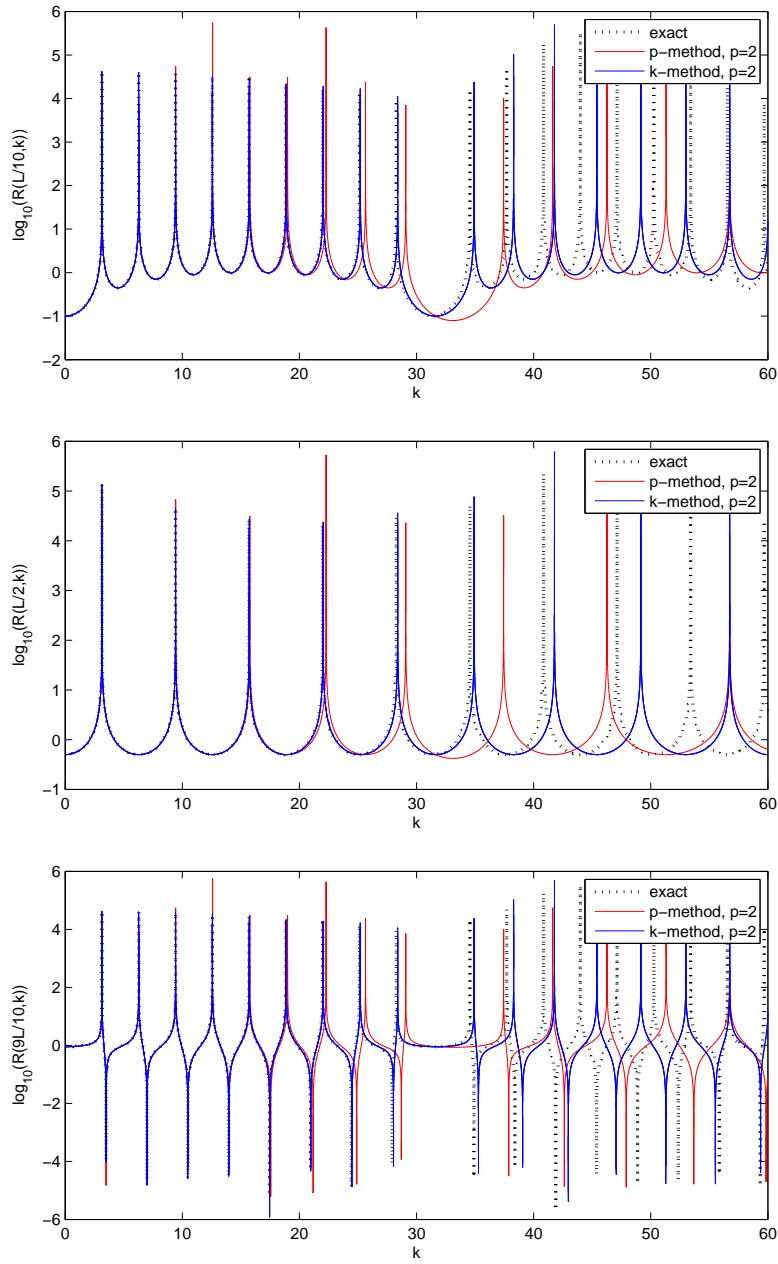 6
5
4
3
2
1
0
−1
−2
log10(R(L/10,k))
0 10 20 30 40 50 60
k
exact
p−method, p=2
k−method, p=2
6
5
4
3
2
1
0
−1
log10(R(L/2,k))
0 10 20 30 40 50 60
k
exact
p−method, p=2
k−method, p=2
6
4
2
0
−2
−4
−6
log10(R(9L/10,k))
0 10 20 30 40 50 60
k
exact
p−method, p=2
k−method, p=2